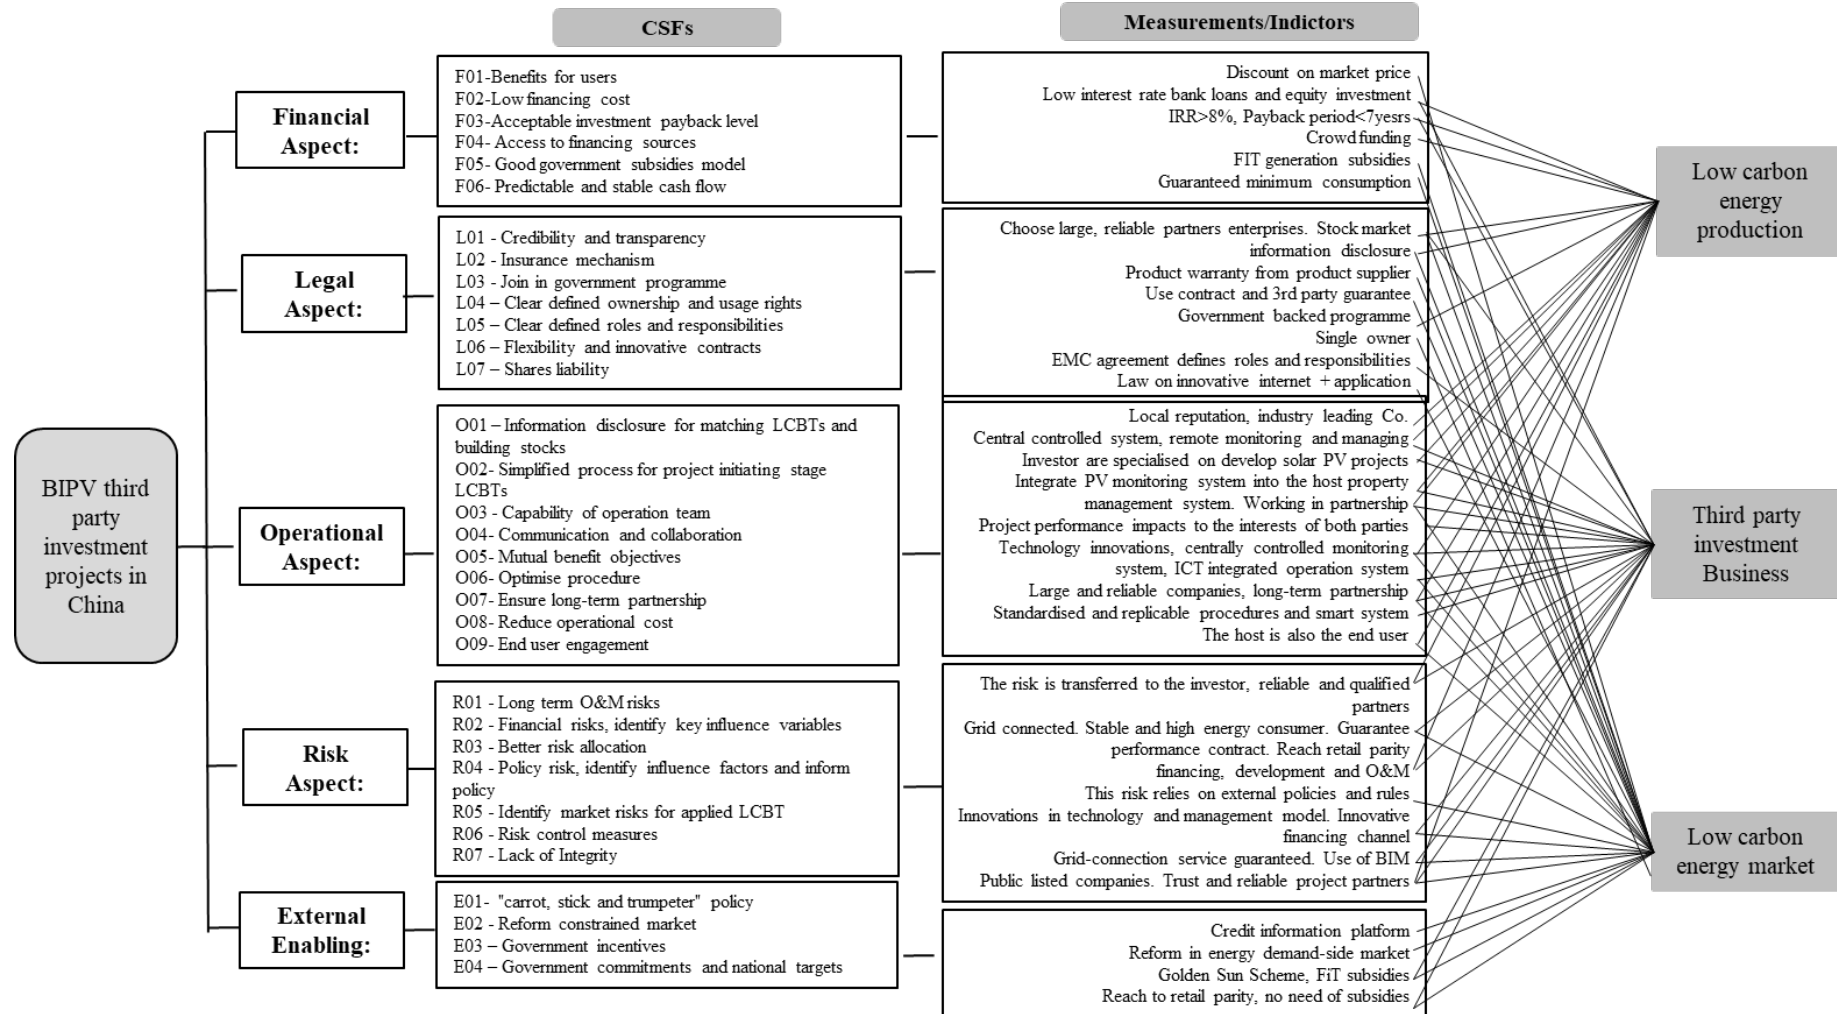 CSFs
Measurements/Indictors
BIPV third
party
investment
projects in
China
Financial
Aspect:
F01-Benefits for users
F02-Low financing cost
F03-Acceptable investment payback level
F04- Access to financing sources
F05- Good government subsidies model
F06- Predictable and stable cash flow
Discount on market price
Low interest rate bank loans and equity investment
IRR>8%, Payback period<7yesrs
Crowd funding
FIT generation subsidies
Guaranteed minimum consumption
Legal
Aspect:
L01 - Credibility and transparency
L02 - Insurance mechanism
L03 - Join in government programme
L04 – Clear defined ownership and usage rights
L05 – Clear defined roles and responsibilities
L06 – Flexibility and innovative contracts
L07 – Shares liability
Choose large, reliable partners enterprises. Stock market
information disclosure
Product warranty from product supplier
Use contract and 3rd party guarantee
Government backed programme
Single owner
EMC agreement defines roles and responsibilities
Law on innovative internet + application
Operational
Aspect:
O01 – Information disclosure for matching LCBTs and
building stocks
O02- Simplified process for project initiating stage
LCBTs
O03 - Capability of operation team
O04 - Communication and collaboration
O05- Mutual benefit objectives
O06- Optimise procedure
O07- Ensure long-term partnership
O08- Reduce operational cost
O09- End user engagement
Local reputation, industry leading Co.
Central controlled system, remote monitoring and managing
Investor are specialised on develop solar PV projects
Integrate PV monitoring system into the host property
management system. Working in partnership
Project performance impacts to the interests of both parties
Technology innovations, centrally controlled monitoring
system, ICT integrated operation system
Large and reliable companies, long-term partnership
Standardised and replicable procedures and smart system
The host is also the end user
Risk
Aspect:
R01 - Long term O&M risks
R02 - Financial risks, identify key influence variables
R03 - Better risk allocation
R04 - Policy risk, identify influence factors and inform
policy
R05 - Identify market risks for applied LCBT
R06 - Risk control measures
R07 - Lack of Integrity
The risk is transferred to the investor, reliable and qualified
partners
Grid connected. Stable and high energy consumer. Guarantee
performance contract. Reach retail parity
financing, development and O&M
This risk relies on external policies and rules
Innovations in technology and management model. Innovative
financing channel
Grid-connection service guaranteed. Use of BIM
Public listed companies. Trust and reliable project partners
External
Enabling:
E01- "carrot, stick and trumpeter" policy
E02 - Reform constrained market
E03 – Government incentives
E04 – Government commitments and national targets
Credit information platform
Reform in energy demand-side market
Golden Sun Scheme, FiT subsidies
Reach to retail parity, no need of subsidies
Low carbon
energy
production
Third party
investment
Business
Low carbon
energy market